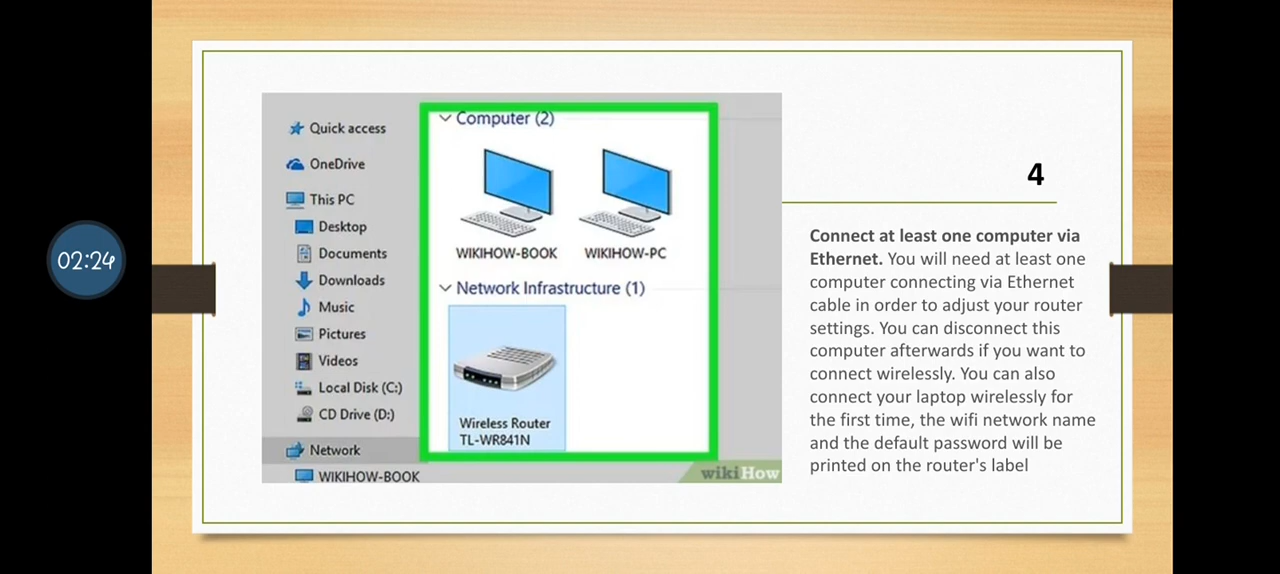 02:24
Quick access
OneDrive
This PC
Desktop
Documents
Downloads
Music
Pictures
Videos
Local Disk (C:)
CD Drive (D:)
Network
WIKIHOW-BOOK
Computer (2)
WIKIHOW-BOOK
WIKIHOW-PC
Network Infrastructure (1)
Wireless Router
TL-WR841N
wikiHow
4
Connect at least one computer via
Ethernet. You will need at least one
computer connecting via Ethernet
cable in order to adjust your router
settings. You can disconnect this
computer afterwards if you want to
connect wirelessly. You can also
connect your laptop wirelessly for
the first time, the wifi network name
and the default password will be
printed on the router's label